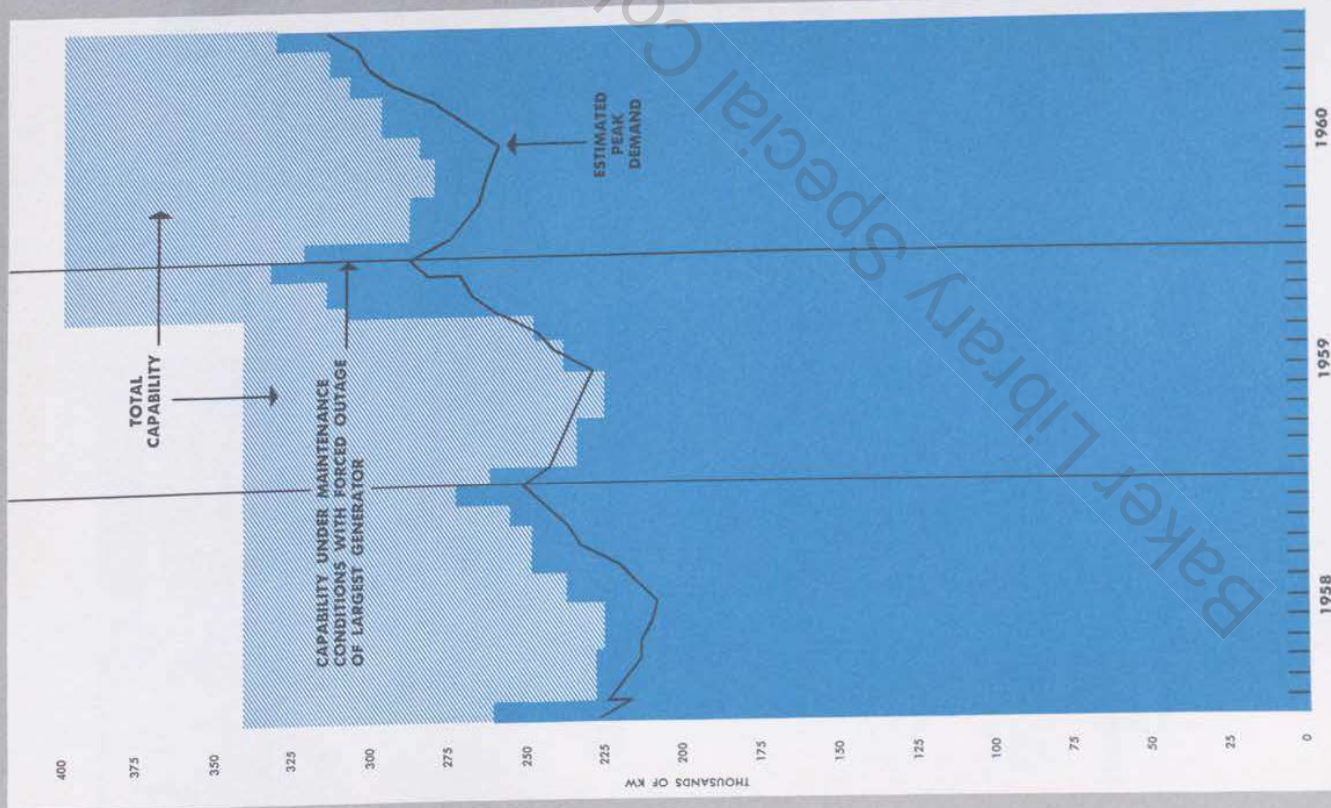 TOTAL
CAPABILITY
CAPABILITY UNDER MAINTENANCE
CONDITIONS WITH FORCED OUTAGE
OF LARGEST GENERATOR
ESTIMATED
PEAK
DEMAND
THOUSANDS OF KW
400
375
350
325
300
275
250
225
200
175
150
125
100
75
50
25
0
1958
1959
1960
Baker Library Special Co